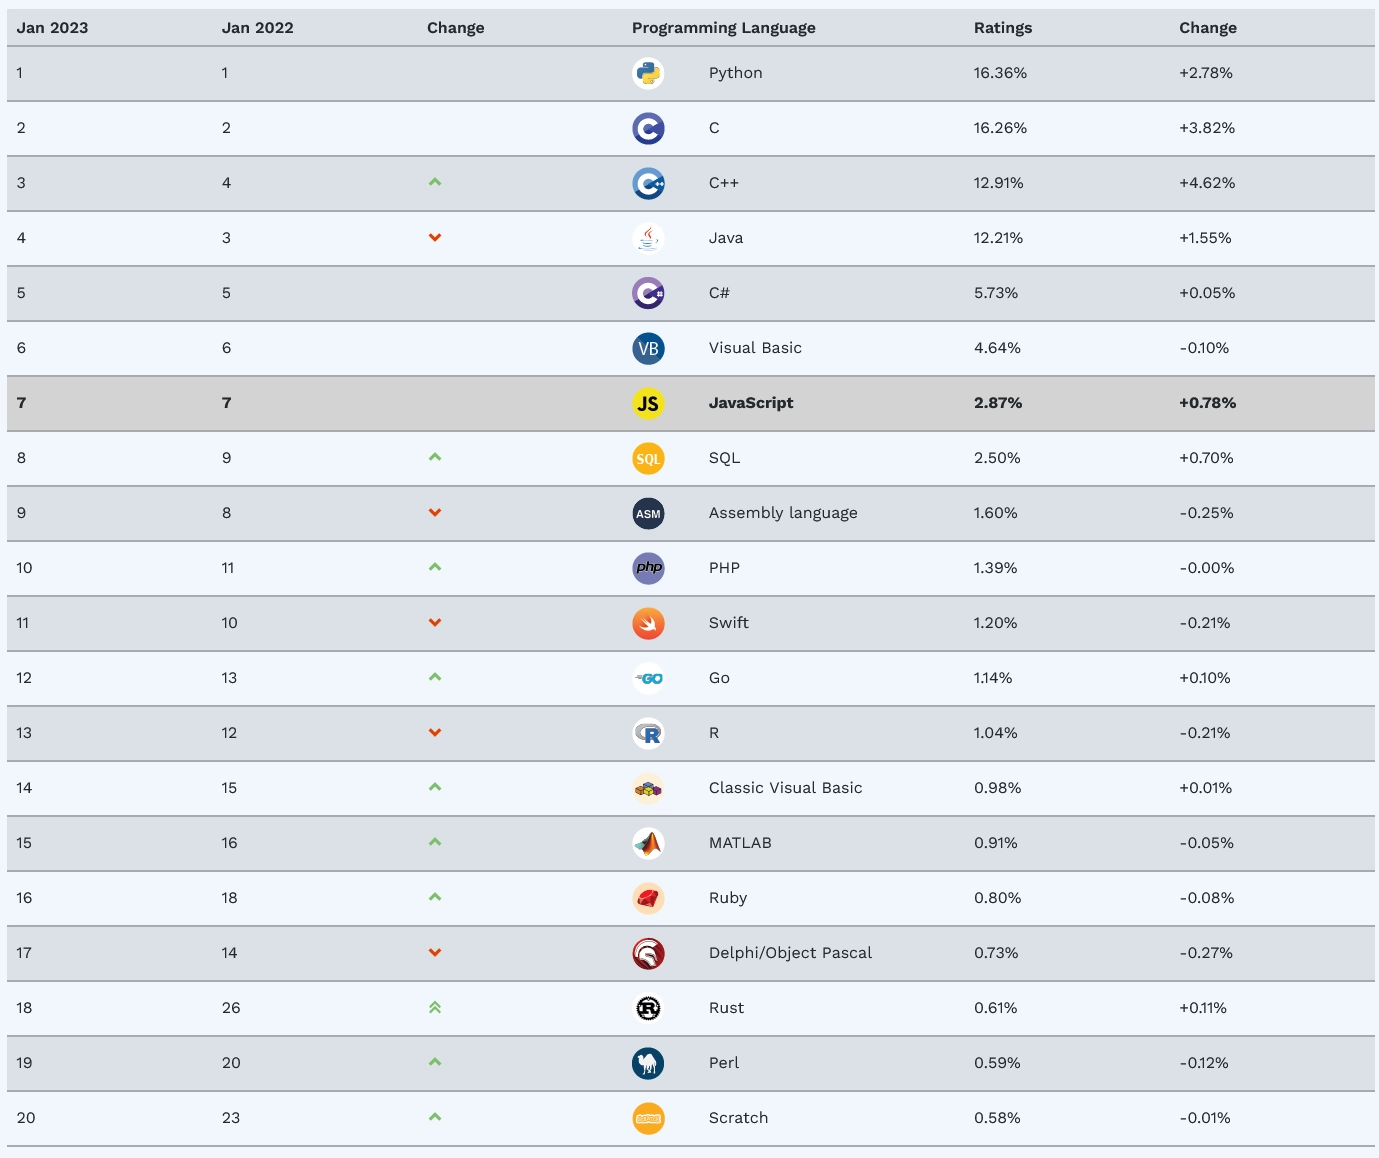 Jan 2023 Jan 2022 Change Programming Language Ratings Change
1 1 Python 16.36% +2.78%
2 2 C C 16.26% +3.82%
3 4 C++ C++ 12.91% +4.62%
4 3 Java 12.21% +1.55%
5 5 C# C# 5.73% +0.05%
6 6 VB Visual Basic 4.64% -0.10%
7 7 JS JavaScript 2.87% +0.78%
8 9 SQL SQL 2.50% +0.70%
9 8 ASM Assembly language 1.60% -0.25%
10 11 php PHP 1.39% -0.00%
11 10 Swift 1.20% -0.21%
12 13 GO Go 1.14% +0.10%
13 12 R R 1.04% -0.21%
14 15 Classic Visual Basic 0.98% +0.01%
15 16 MATLAB 0.91% -0.05%
16 18 Ruby 0.80% -0.08%
17 14 Delphi/Object Pascal 0.73% -0.27%
18 26 R Rust 0.61% +0.11%
19 20 Perl 0.59% -0.12%
20 23 Scratch 0.58% -0.01%